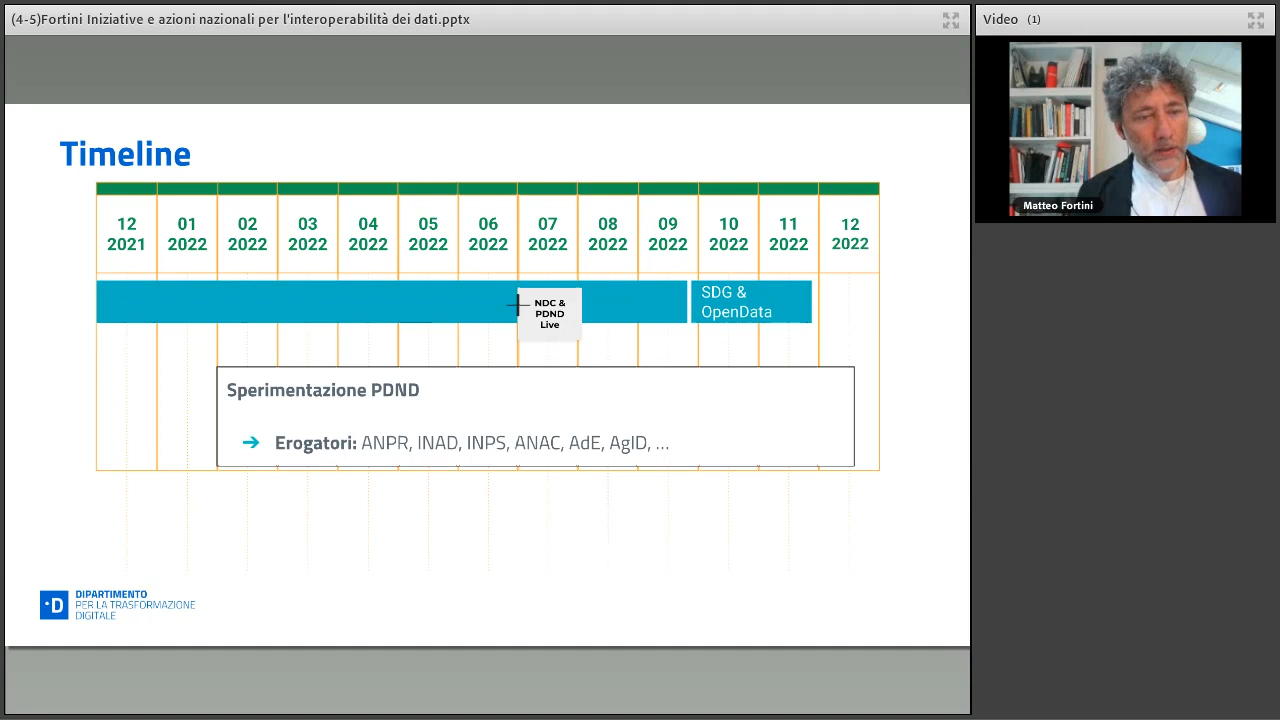 (4-5)Fortini Iniziative e azioni nazionali per l'interoperabilità dei dati.pptx
Video (1)
Matteo Fortini
Timeline
12 01 02 03 04 05 06 07 08 09 10 11 12
2021 2022 2022 2022 2022 2022 2022 2022 2022 2022 2022 2022 2022
SDG &
OpenData
NDC &
PDND
Live
Sperimentazione PDND
➔ Erogatori: ANPR, INAD, INPS, ANAC, AdE, AgID, ...
D
DIPARTIMENTO
PER LA TRASFORMAZIONE
DIGITALE